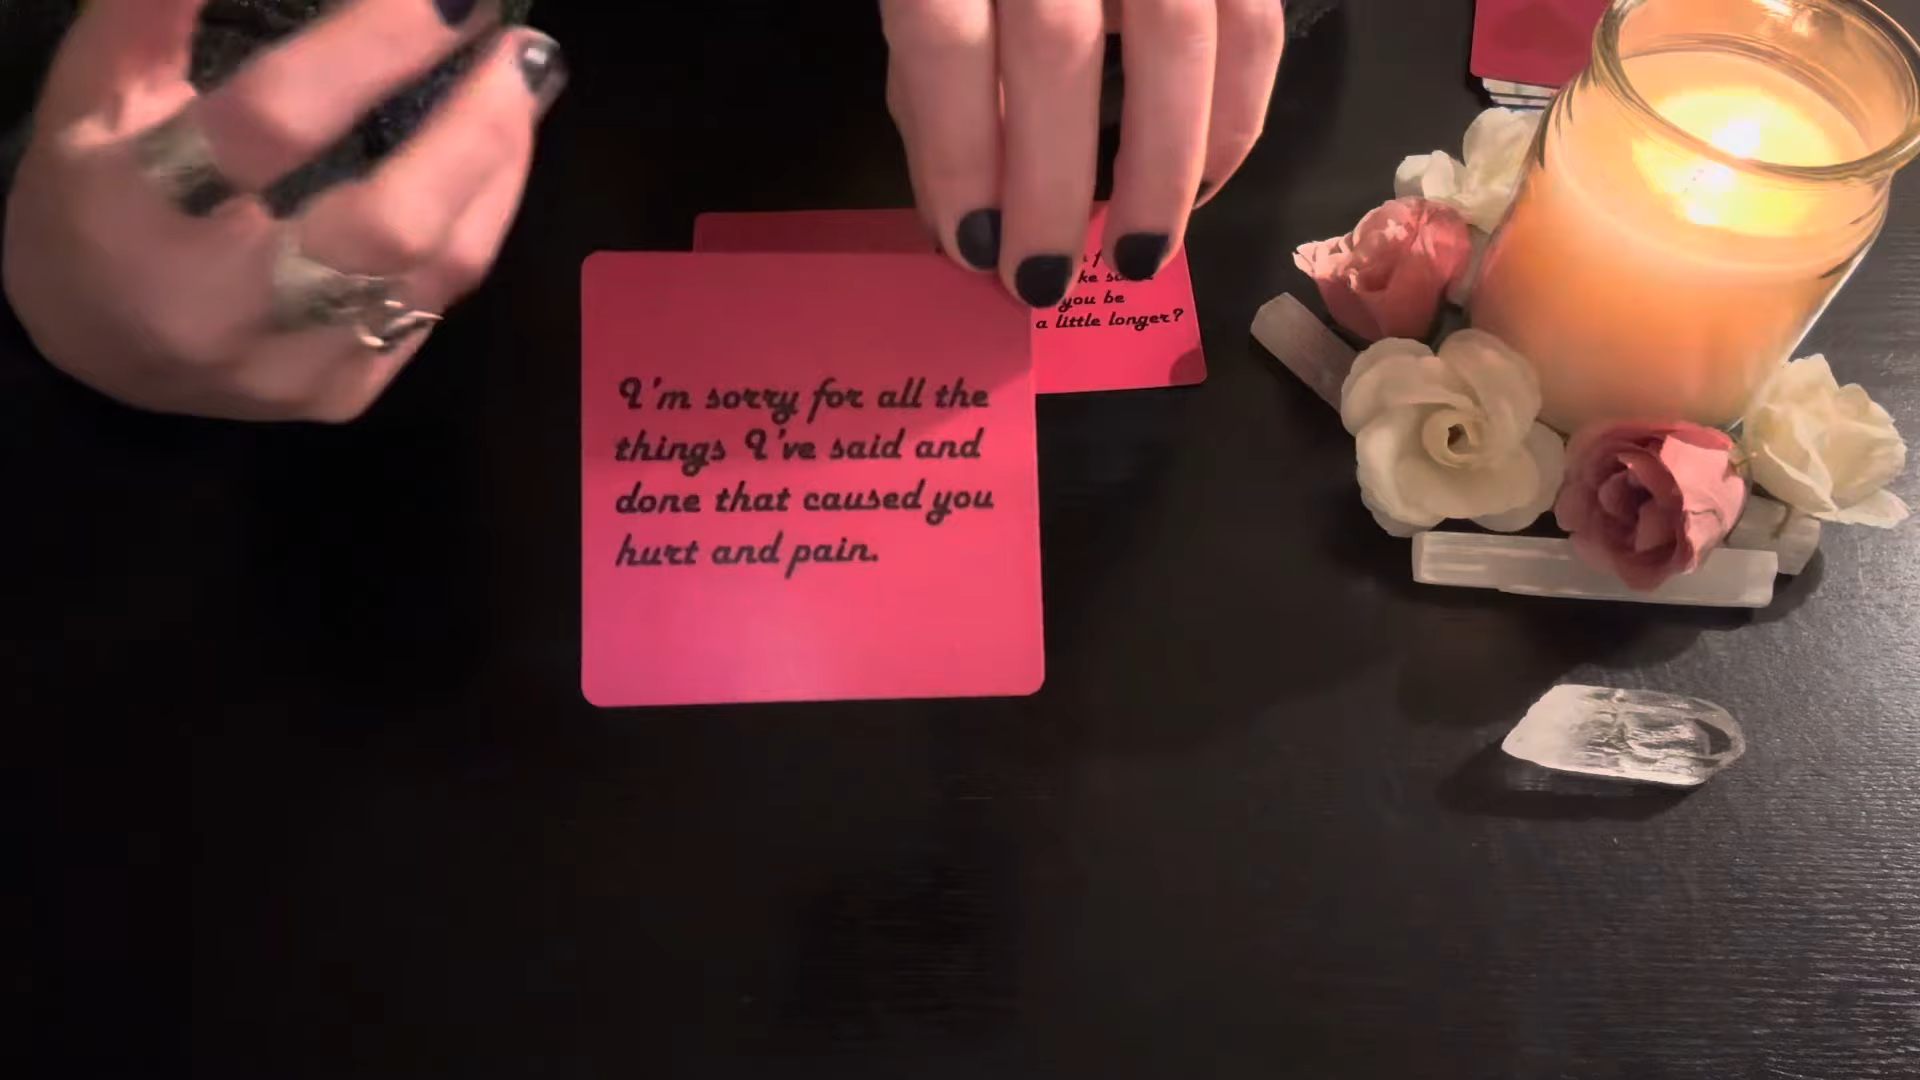 I'm sorry for all the
things I've said and
done that caused you
hurt and pain.
you be
a little longer?